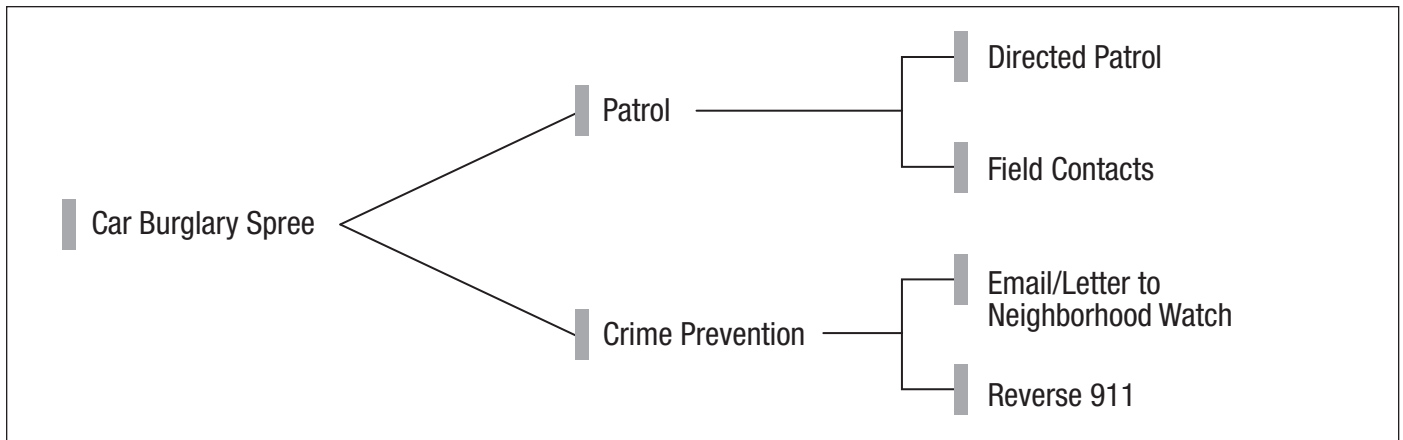 Directed Patrol
Patrol
Field Contacts
Car Burglary Spree
Email/Letter to
Neighborhood Watch
Crime Prevention
Reverse 911